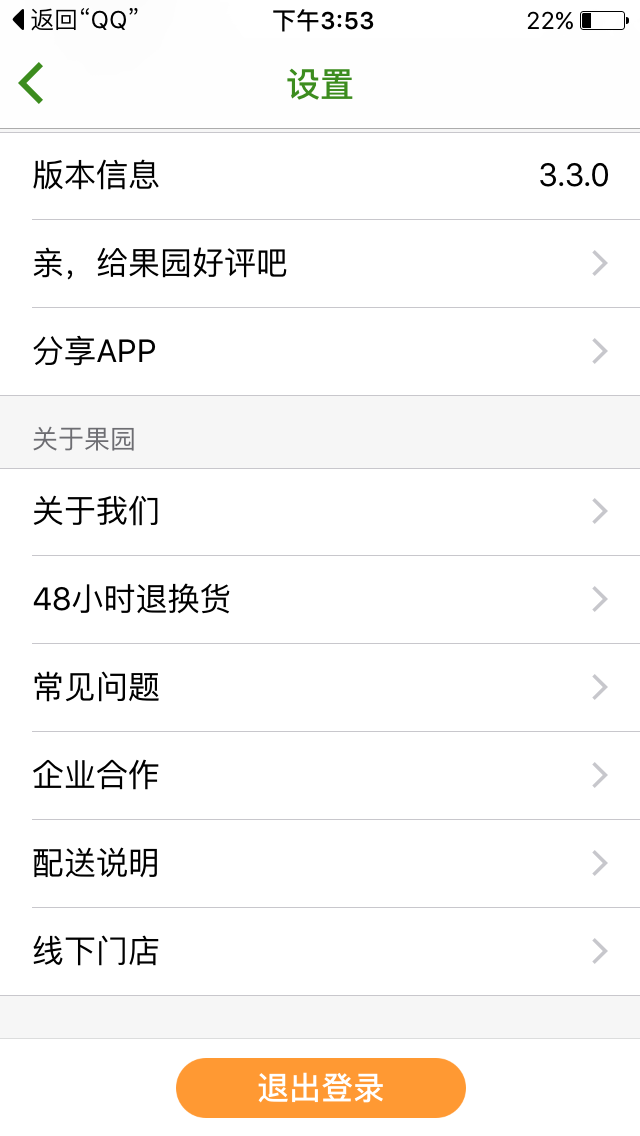 返回“QQ” 下午3:53 22%
设置
版本信息 3.3.0
亲，给果园好评吧
分享APP
关于果园
关于我们
48小时退换货
常见问题
企业合作
配送说明
线下门店
退出登录